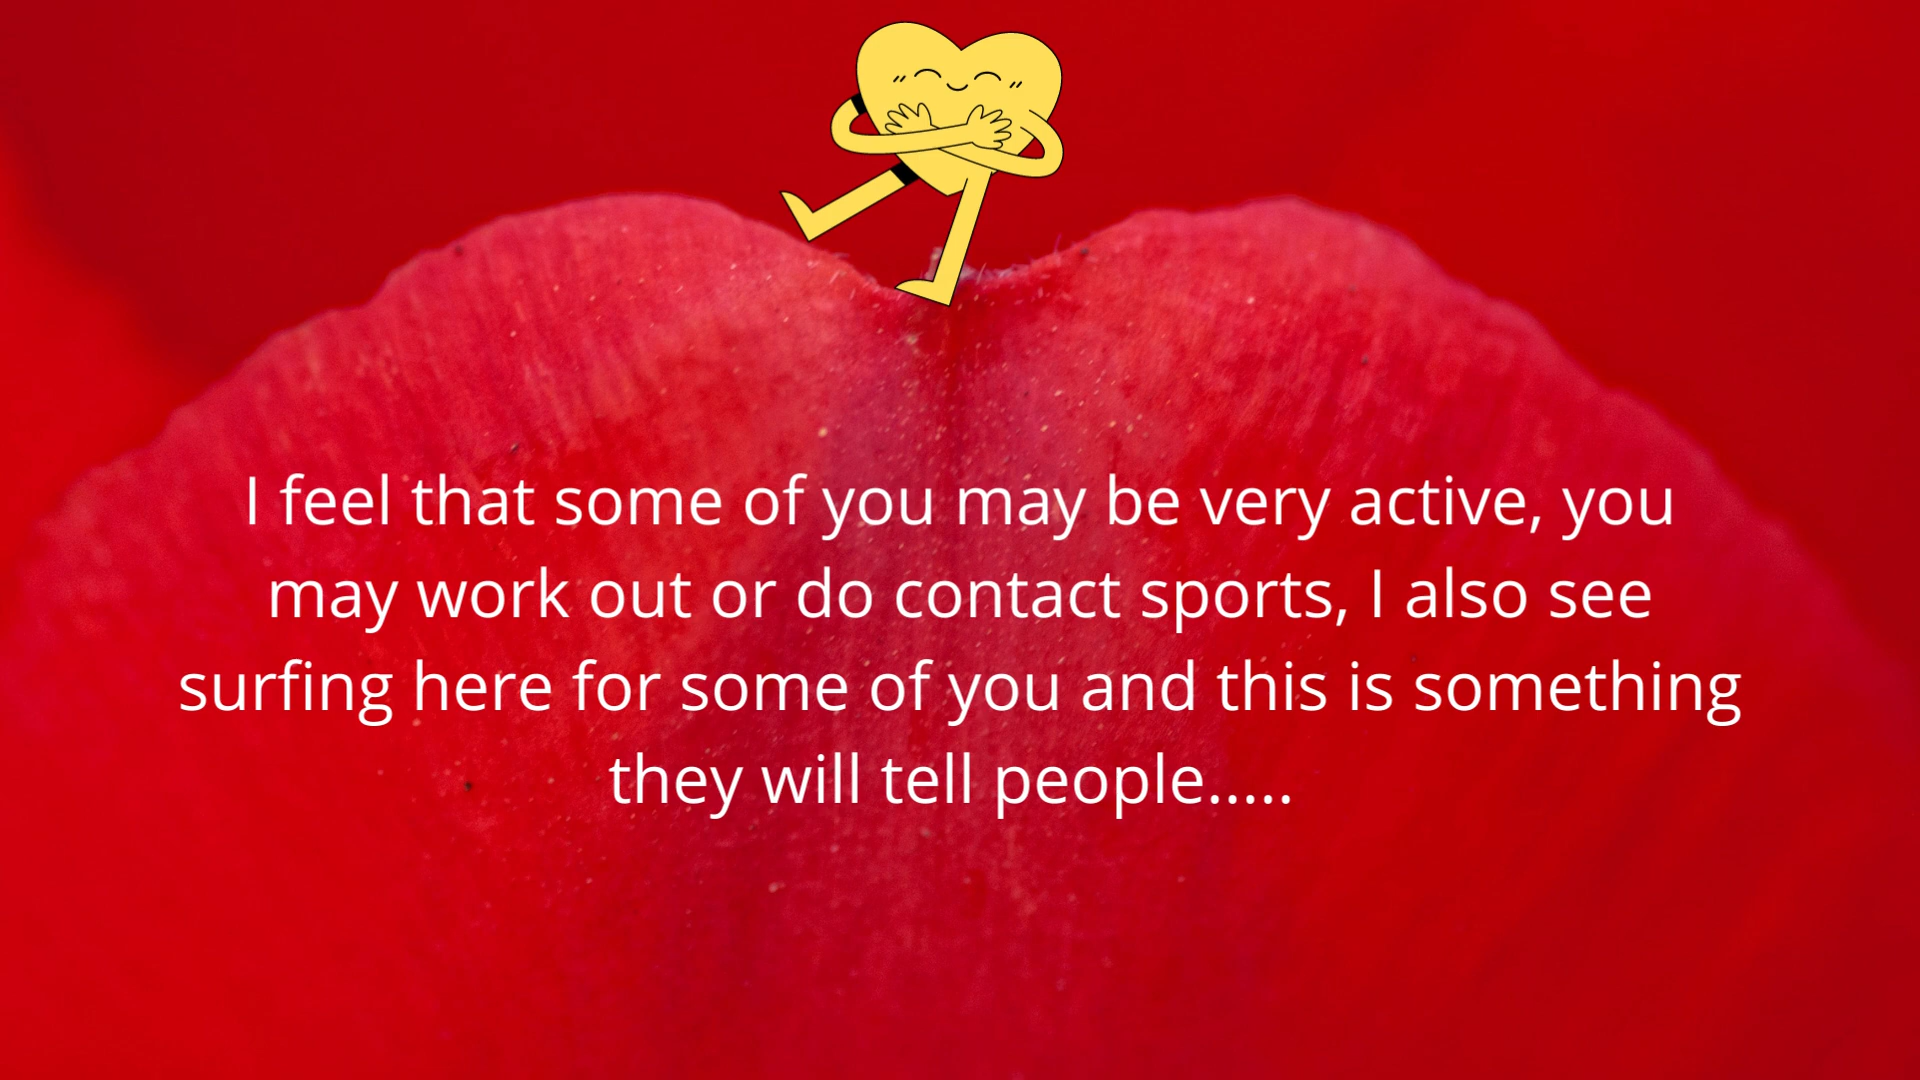 I feel that some of you may be very active, you
may work out or do contact sports, I also see
surfing here for some of you and this is something
they will tell people.....